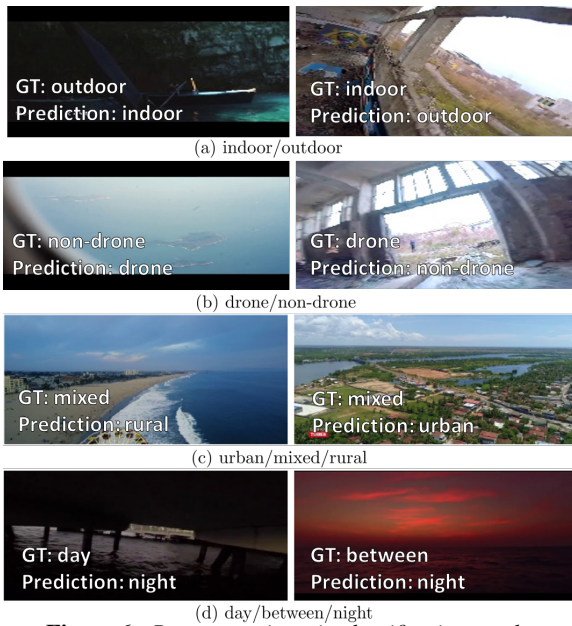 GT: outdoor
Prediction: indoor
GT: indoor
Prediction: outdoor
(a) indoor/outdoor
GT: non-drone
Prediction: drone
GT: drone
Prediction: non-drone
(b) drone/non-drone
GT: mixed
Prediction: rural
GT: mixed
Prediction: urban
(c) urban/mixed/rural
GT: day
Prediction: night
GT: between
Prediction: night
(d) day/between/night